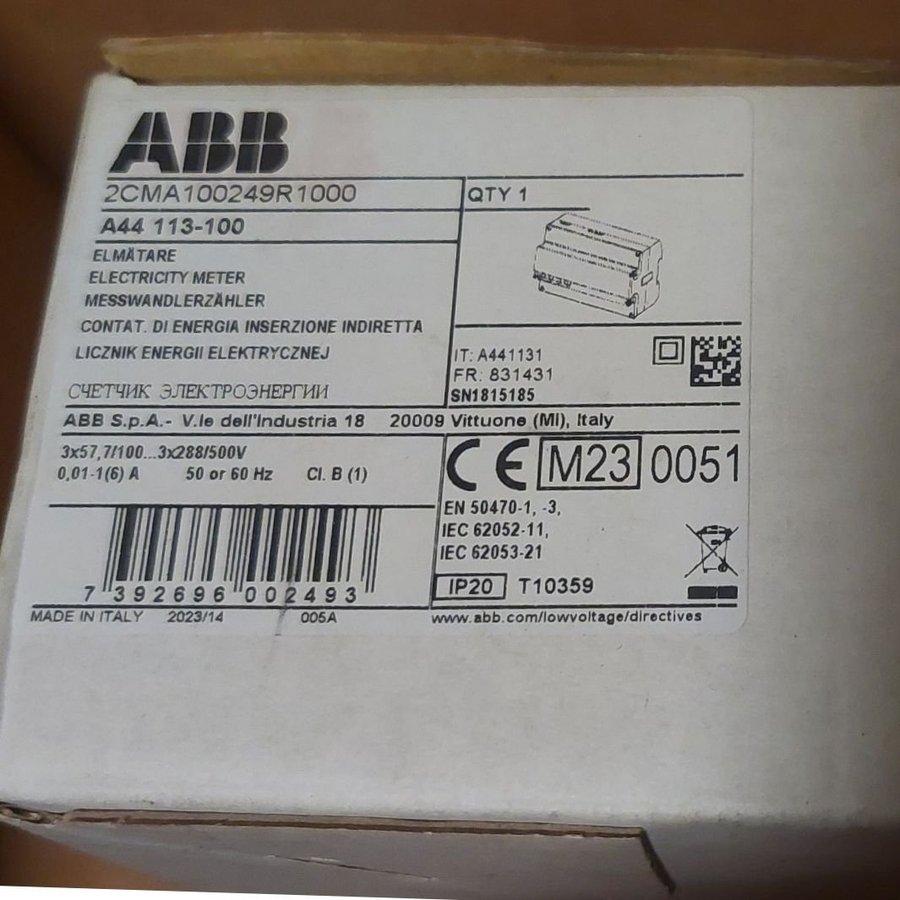 ABB
2CMA100249R1000
QTY 1
A44 113-100
ELMÄTARE
ELECTRICITY METER
MESSWANDLERZÄHLER
CONTAT. DI ENERGIA INSERZIONE INDIRETTA
LICZNIK ENERGII ELEKTRYCZNEJ
СЧЕТЧИК ЭЛЕКТРОЭНЕРГИИ
IT: A441131
FR: 831431
SN1815185
ABB S.p.A.- V.le dell'Industria 18 20009 Vittuone (MI), Italy
3x57,7/100...3x288/500V
0,01-1(6) A 50 or 60 Hz Cl. B (1)
CE M23 0051
EN 50470-1, -3,
IEC 62052-11,
IEC 62053-21
IP20 T10359
7 392696 002493
MADE IN ITALY 2023/14 005A
www.abb.com/lowvoltage/directives